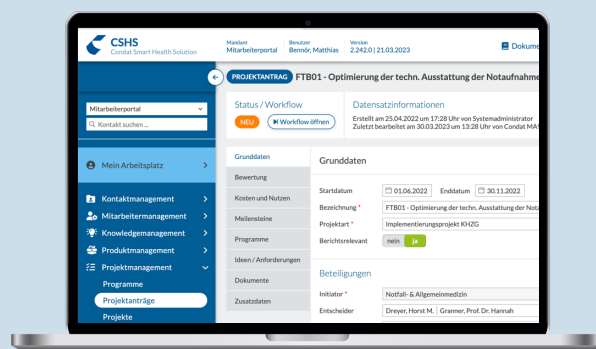 CSHS
Condat Smart Health Solution
Mandant
Mitarbeiterportal
Benutzer
Bennör, Matthias
Version
2.242.0 | 21.03.2023
Dokume
PROJEKTANTRAG FTB01 - Optimierung der techn. Ausstattung der Notaufnahme
Mitarbeiterportal
Kontakt suchen ...
Mein Arbeitsplatz
Kontaktmanagement
Mitarbeitermanagement
Knowledgemanagement
Produktmanagement
Projektmanagement
Programme
Projektanträge
Projekte
Status / Workflow
NEU
Workflow öffnen
Datensatzinformationen
Erstellt am 25.04.2022 um 17:28 Uhr von Systemadministrator
Zuletzt bearbeitet am 30.03.2023 um 13:28 Uhr von Condat MAS
Grunddaten
Bewertung
Kosten und Nutzen
Meilensteine
Programme
Ideen / Anforderungen
Dokumente
Zusatzdaten
Grunddaten
Startdatum 01.06.2022 Enddatum 30.11.2022
Bezeichnung * FTB01 - Optimierung der techn. Ausstattung der Nota
Projektart * Implementierungsprojekt KHZG
Berichtsrelevant nein ja
Beteiligungen
Initiator * Notfall- & Allgemeinmedizin
Entscheider Dreyer, Horst M. | Granner, Prof. Dr. Hannah